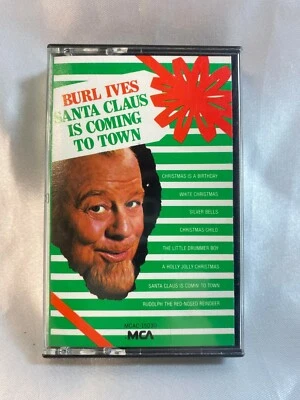 BURL IVES
SANTA CLAUS
IS COMING
TO TOWN
CHRISTMAS IS A BIRTHDAY
WHITE CHRISTMAS
SILVER BELLS
CHRISTMAS CHILD
THE LITTLE DRUMMER BOY
A HOLLY JOLLY CHRISTMAS
SANTA CLAUS IS COMIN' TO TOWN
RUDOLPH THE RED-NOSED REINDEER
MCA